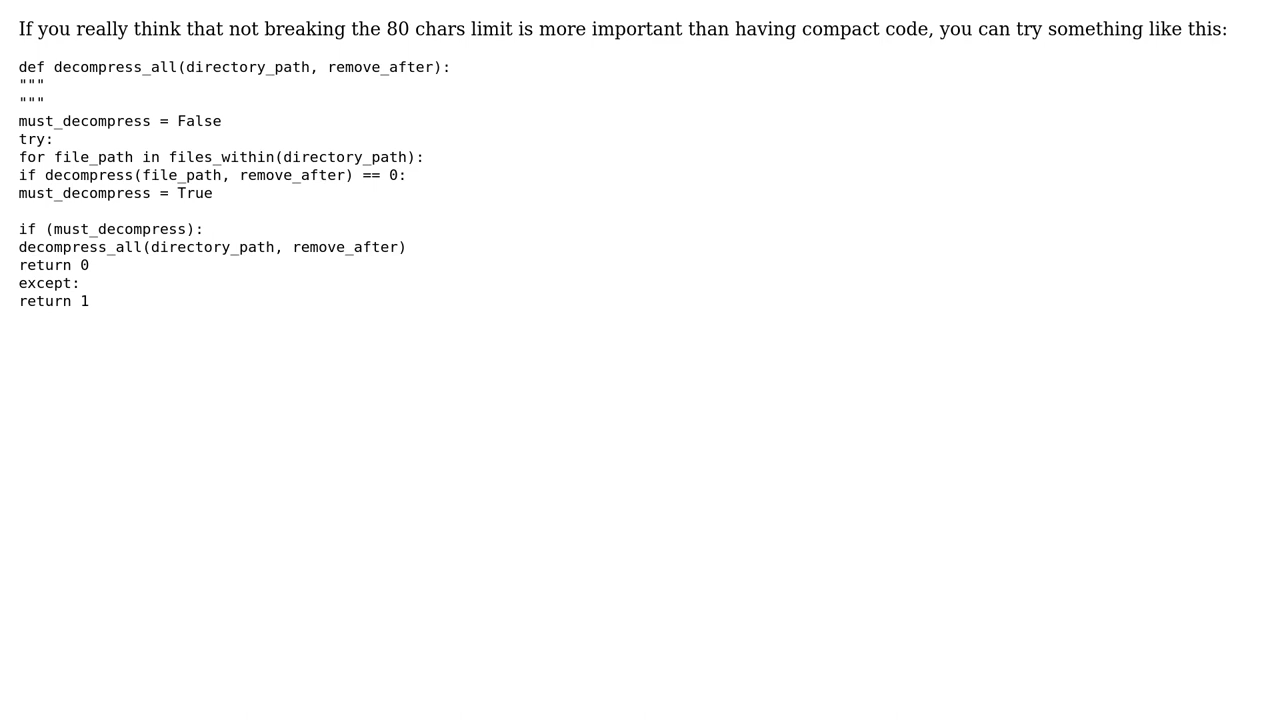 If you really think that not breaking the 80 chars limit is more important than having compact code, you can try something like this:
def decompress_all(directory_path, remove_after):
"""
"""
must_decompress = False
try:
for file_path in files_within(directory_path):
if decompress(file_path, remove_after) == 0:
must_decompress = True

if (must_decompress):
decompress_all(directory_path, remove_after)
return 0
except:
return 1